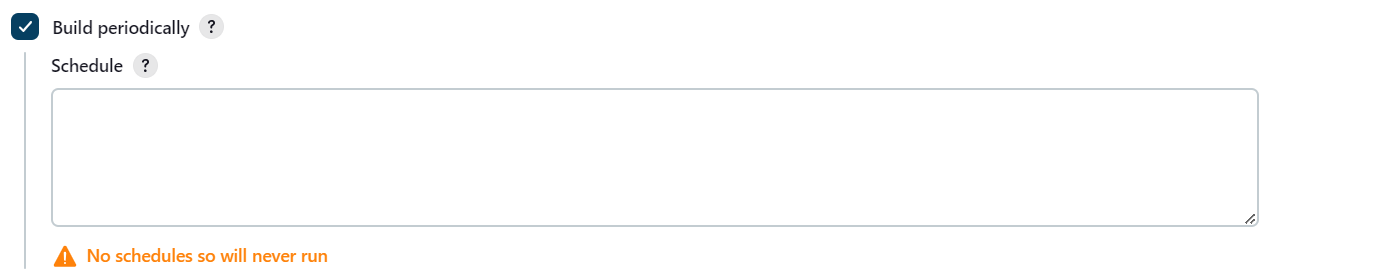 Build periodically ?
Schedule ?
No schedules so will never run